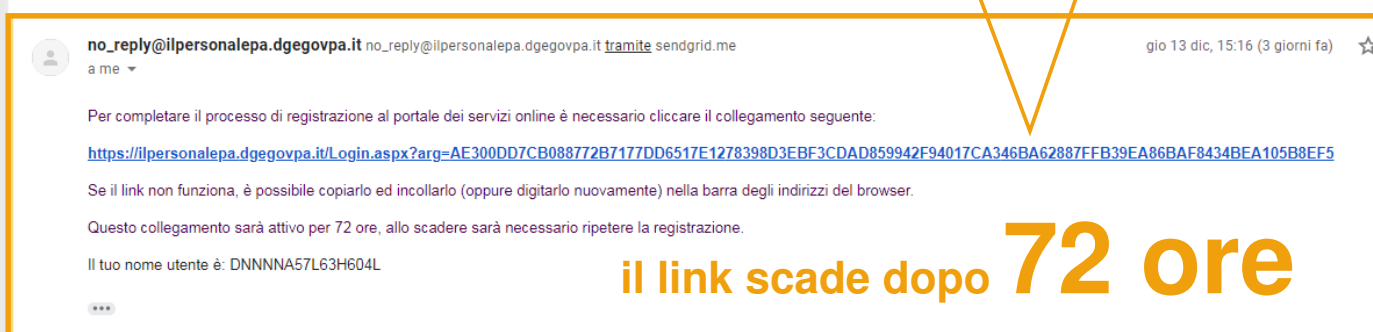 no_reply@ilpersonalepa.dgegovpa.it no_reply@ilpersonalepa.dgegovpa.it tramite sendgrid.me
gio 13 dic, 15:16 (3 giorni fa)
a me
Per completare il processo di registrazione al portale dei servizi online è necessario cliccare il collegamento seguente:
https://ilpersonalepa.dgegovpa.it/Login.aspx?arg=AE300DD7CB088772B7177DD6517E1278398D3EBF3CDAD859942F94017CA346BA62887FFB39EA86BAF8434BEA105B8EF5
Se il link non funziona, è possibile copiarlo ed incollarlo (oppure digitarlo nuovamente) nella barra degli indirizzi del browser.
Questo collegamento sarà attivo per 72 ore, allo scadere sarà necessario ripetere la registrazione.
Il tuo nome utente è: DNNNNA57L63H604L
il link scade dopo 72 ore